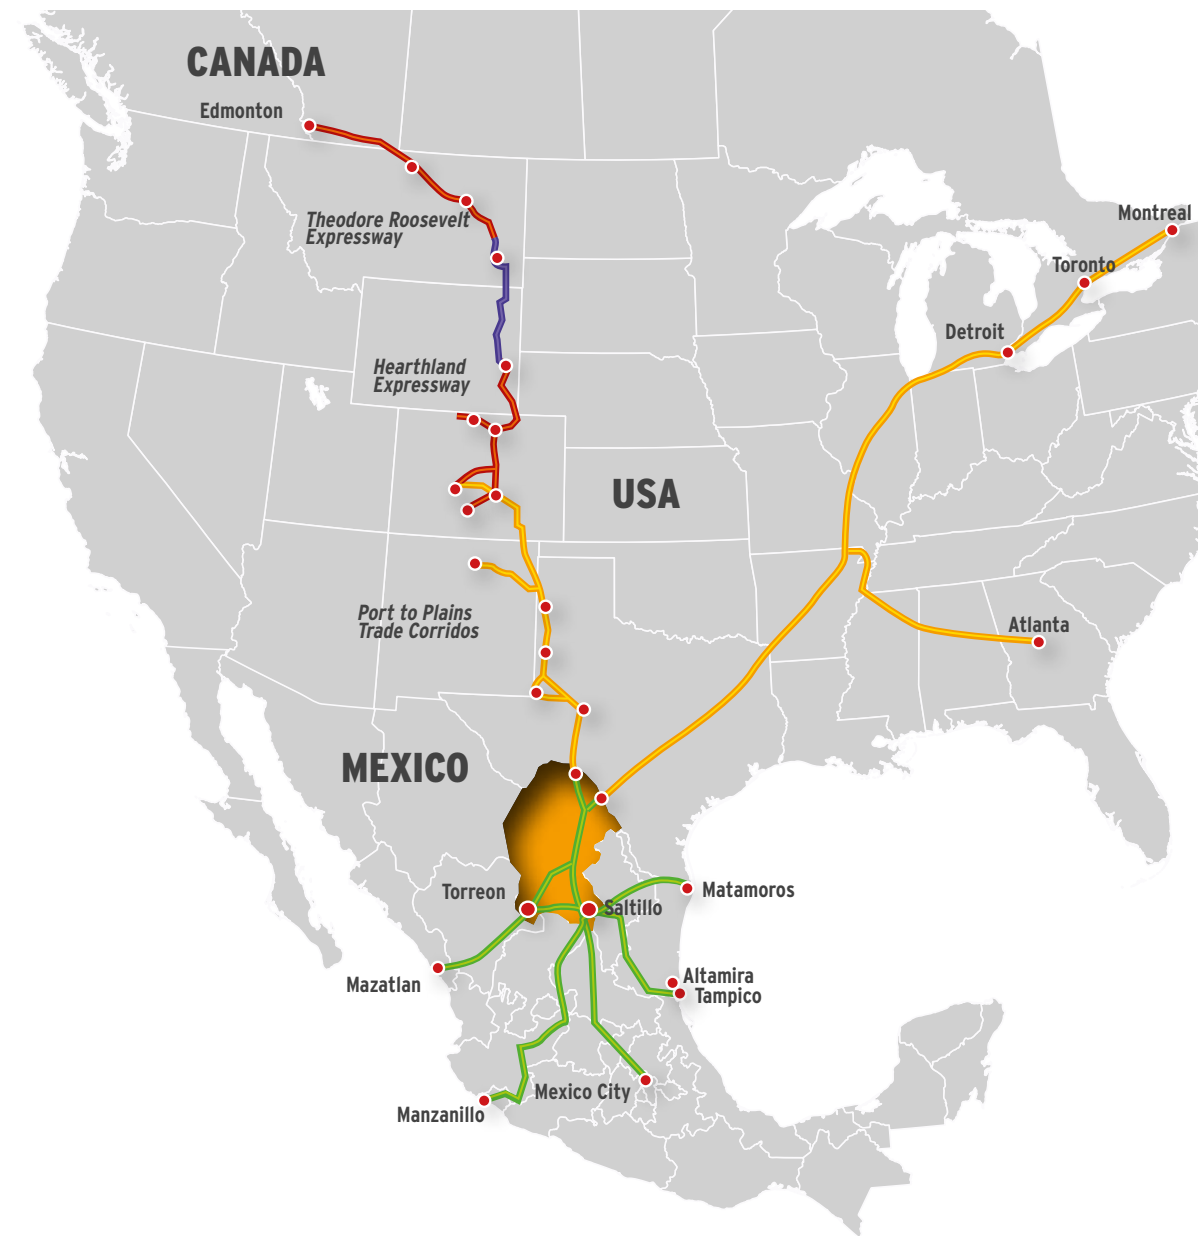 CANADA
Edmonton
Theodore Roosevelt
Expressway
Montreal
Toronto
Detroit
Hearthland
Expressway
USA
Port to Plains
Trade Corridos
Atlanta
MEXICO
Torreon
Saltillo
Matamoros
Mazatlan
Altamira
Tampico
Mexico City
Manzanillo